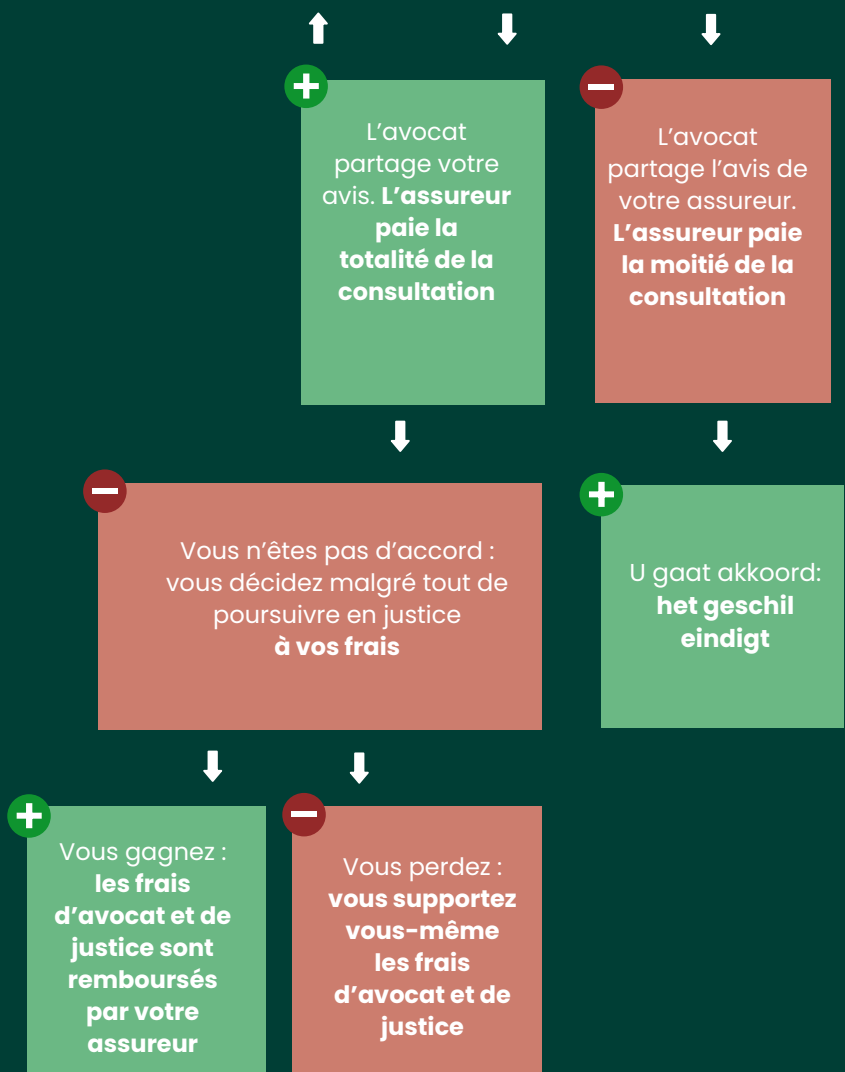 L’avocat
partage votre
avis. L’assureur
paie la
totalité de la
consultation
L’avocat
partage l’avis de
votre assureur.
L’assureur paie
la moitié de la
consultation
Vous n’êtes pas d’accord :
vous décidez malgré tout de
poursuivre en justice
à vos frais
U gaat akkoord:
het geschil
eindigt
Vous gagnez :
les frais
d’avocat et de
justice sont
remboursés
par votre
assureur
Vous perdez :
vous supportez
vous-même
les frais
d’avocat et de
justice